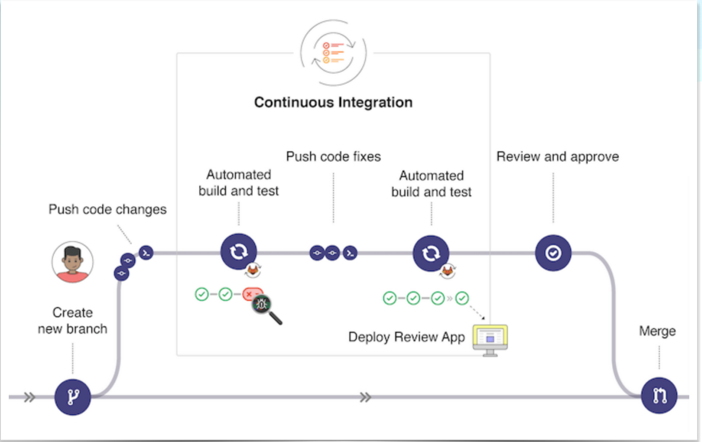 Continuous Integration
Push code fixes
Review and approve
Automated
build and test
Automated
build and test
Push code changes
Create
new branch
Deploy Review App
Merge